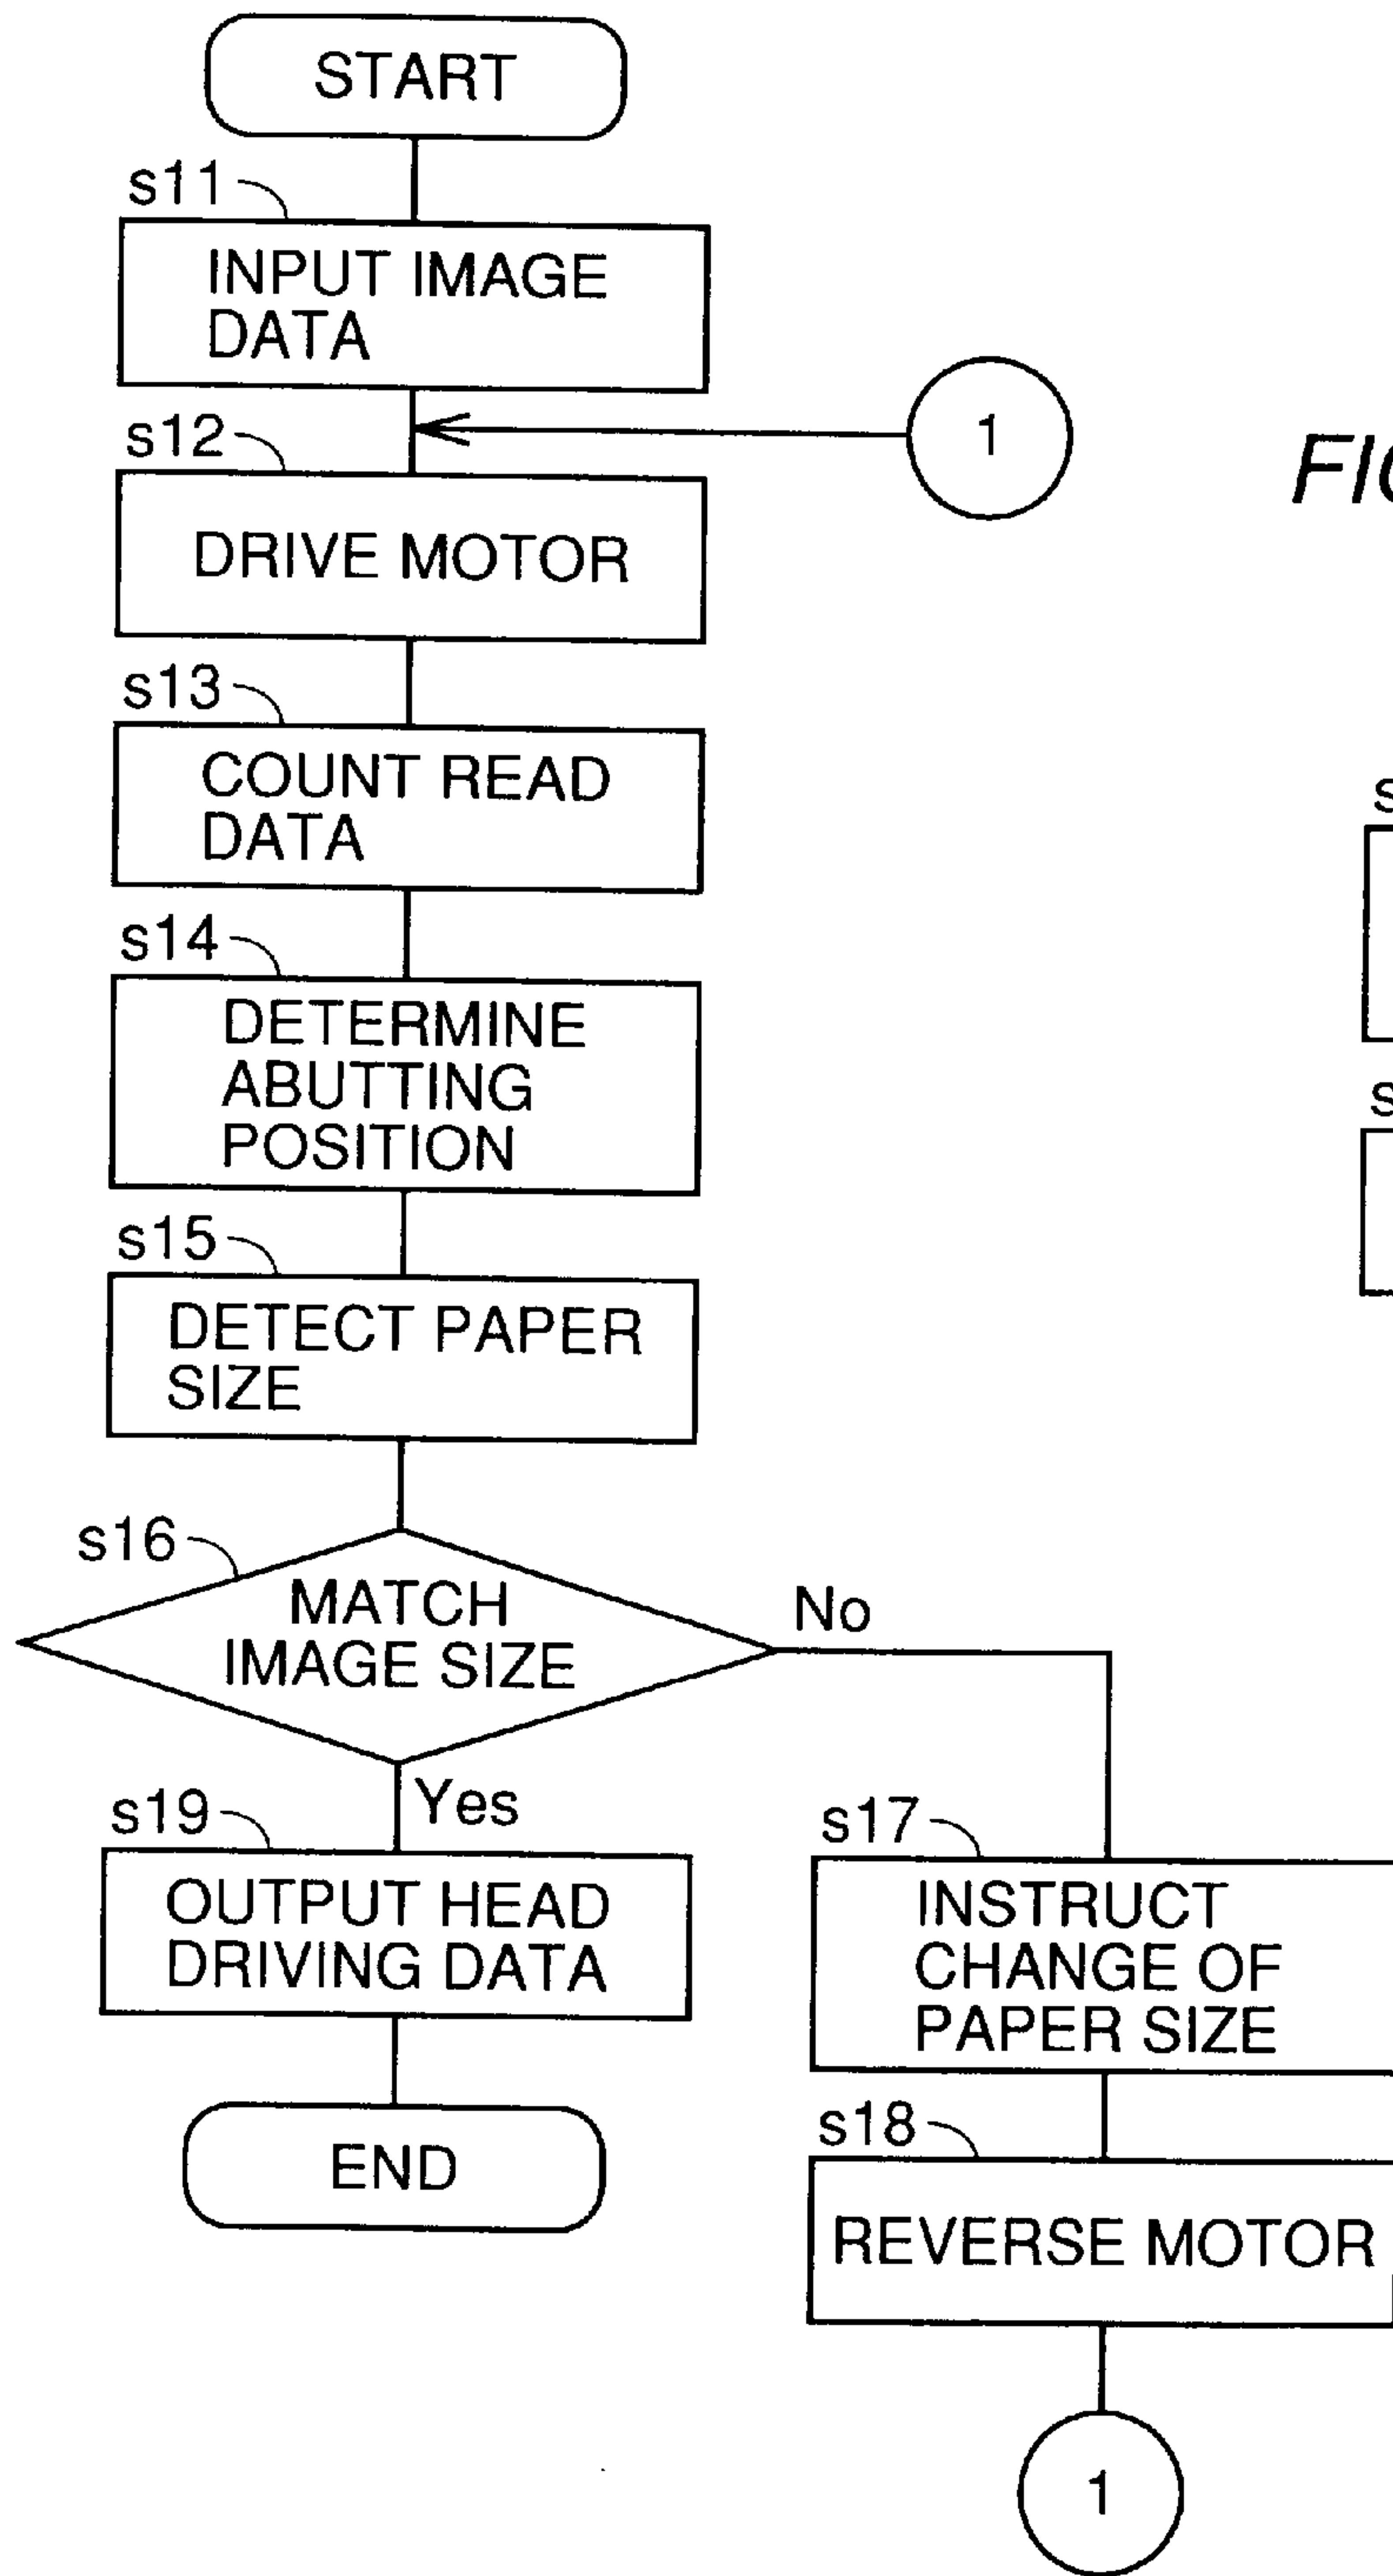 START
s11
INPUT IMAGE
DATA
1
s12
DRIVE MOTOR
s13
COUNT READ
DATA
s14
DETERMINE
ABUTTING
POSITION
s15
DETECT PAPER
SIZE
s16
MATCH
IMAGE SIZE
No
Yes
s19
OUTPUT HEAD
DRIVING DATA
END
s17
INSTRUCT
CHANGE OF
PAPER SIZE
s18
REVERSE MOTOR
1